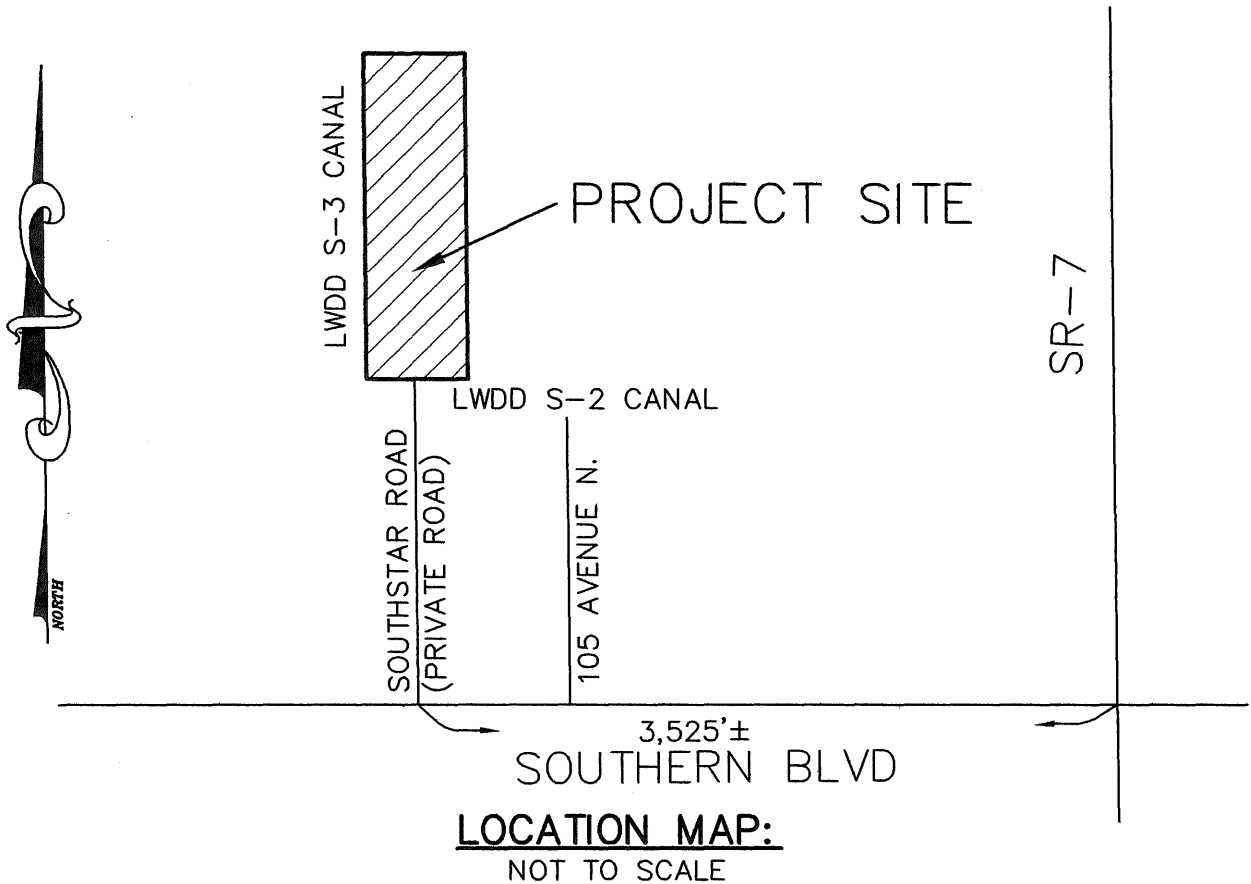 LWDD S-3 CANAL
PROJECT SITE
SR-7
LWDD S-2 CANAL
SOUTHSTAR ROAD
(PRIVATE ROAD)
105 AVENUE N.
NORTH
3,525'±
SOUTHERN BLVD
LOCATION MAP:
NOT TO SCALE